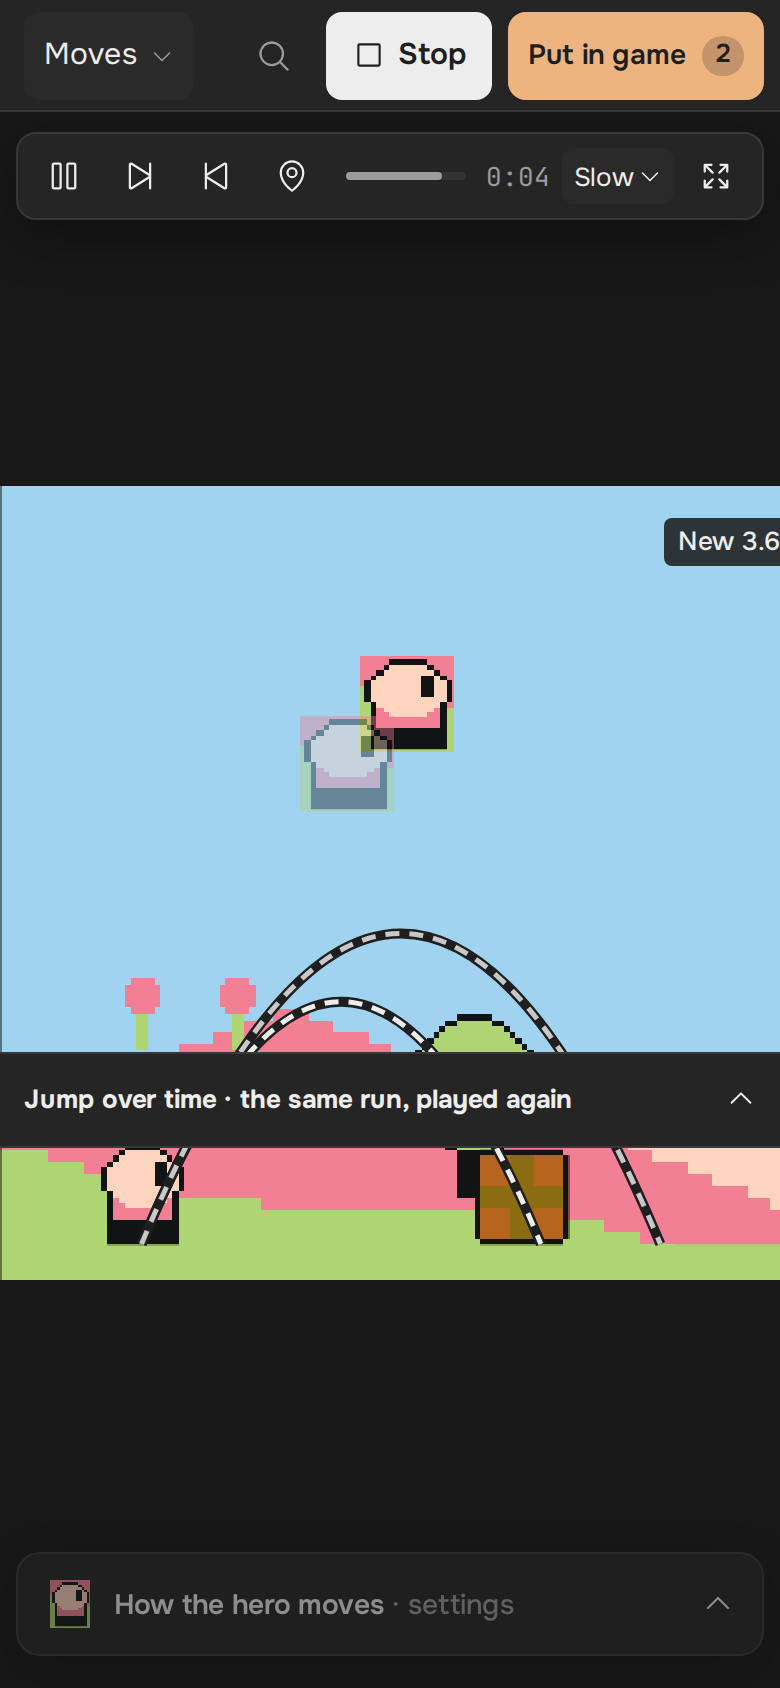 Moves
Stop
Put in game 2
0:04
Slow
New 3.6
Jump over time · the same run, played again
How the hero moves · settings